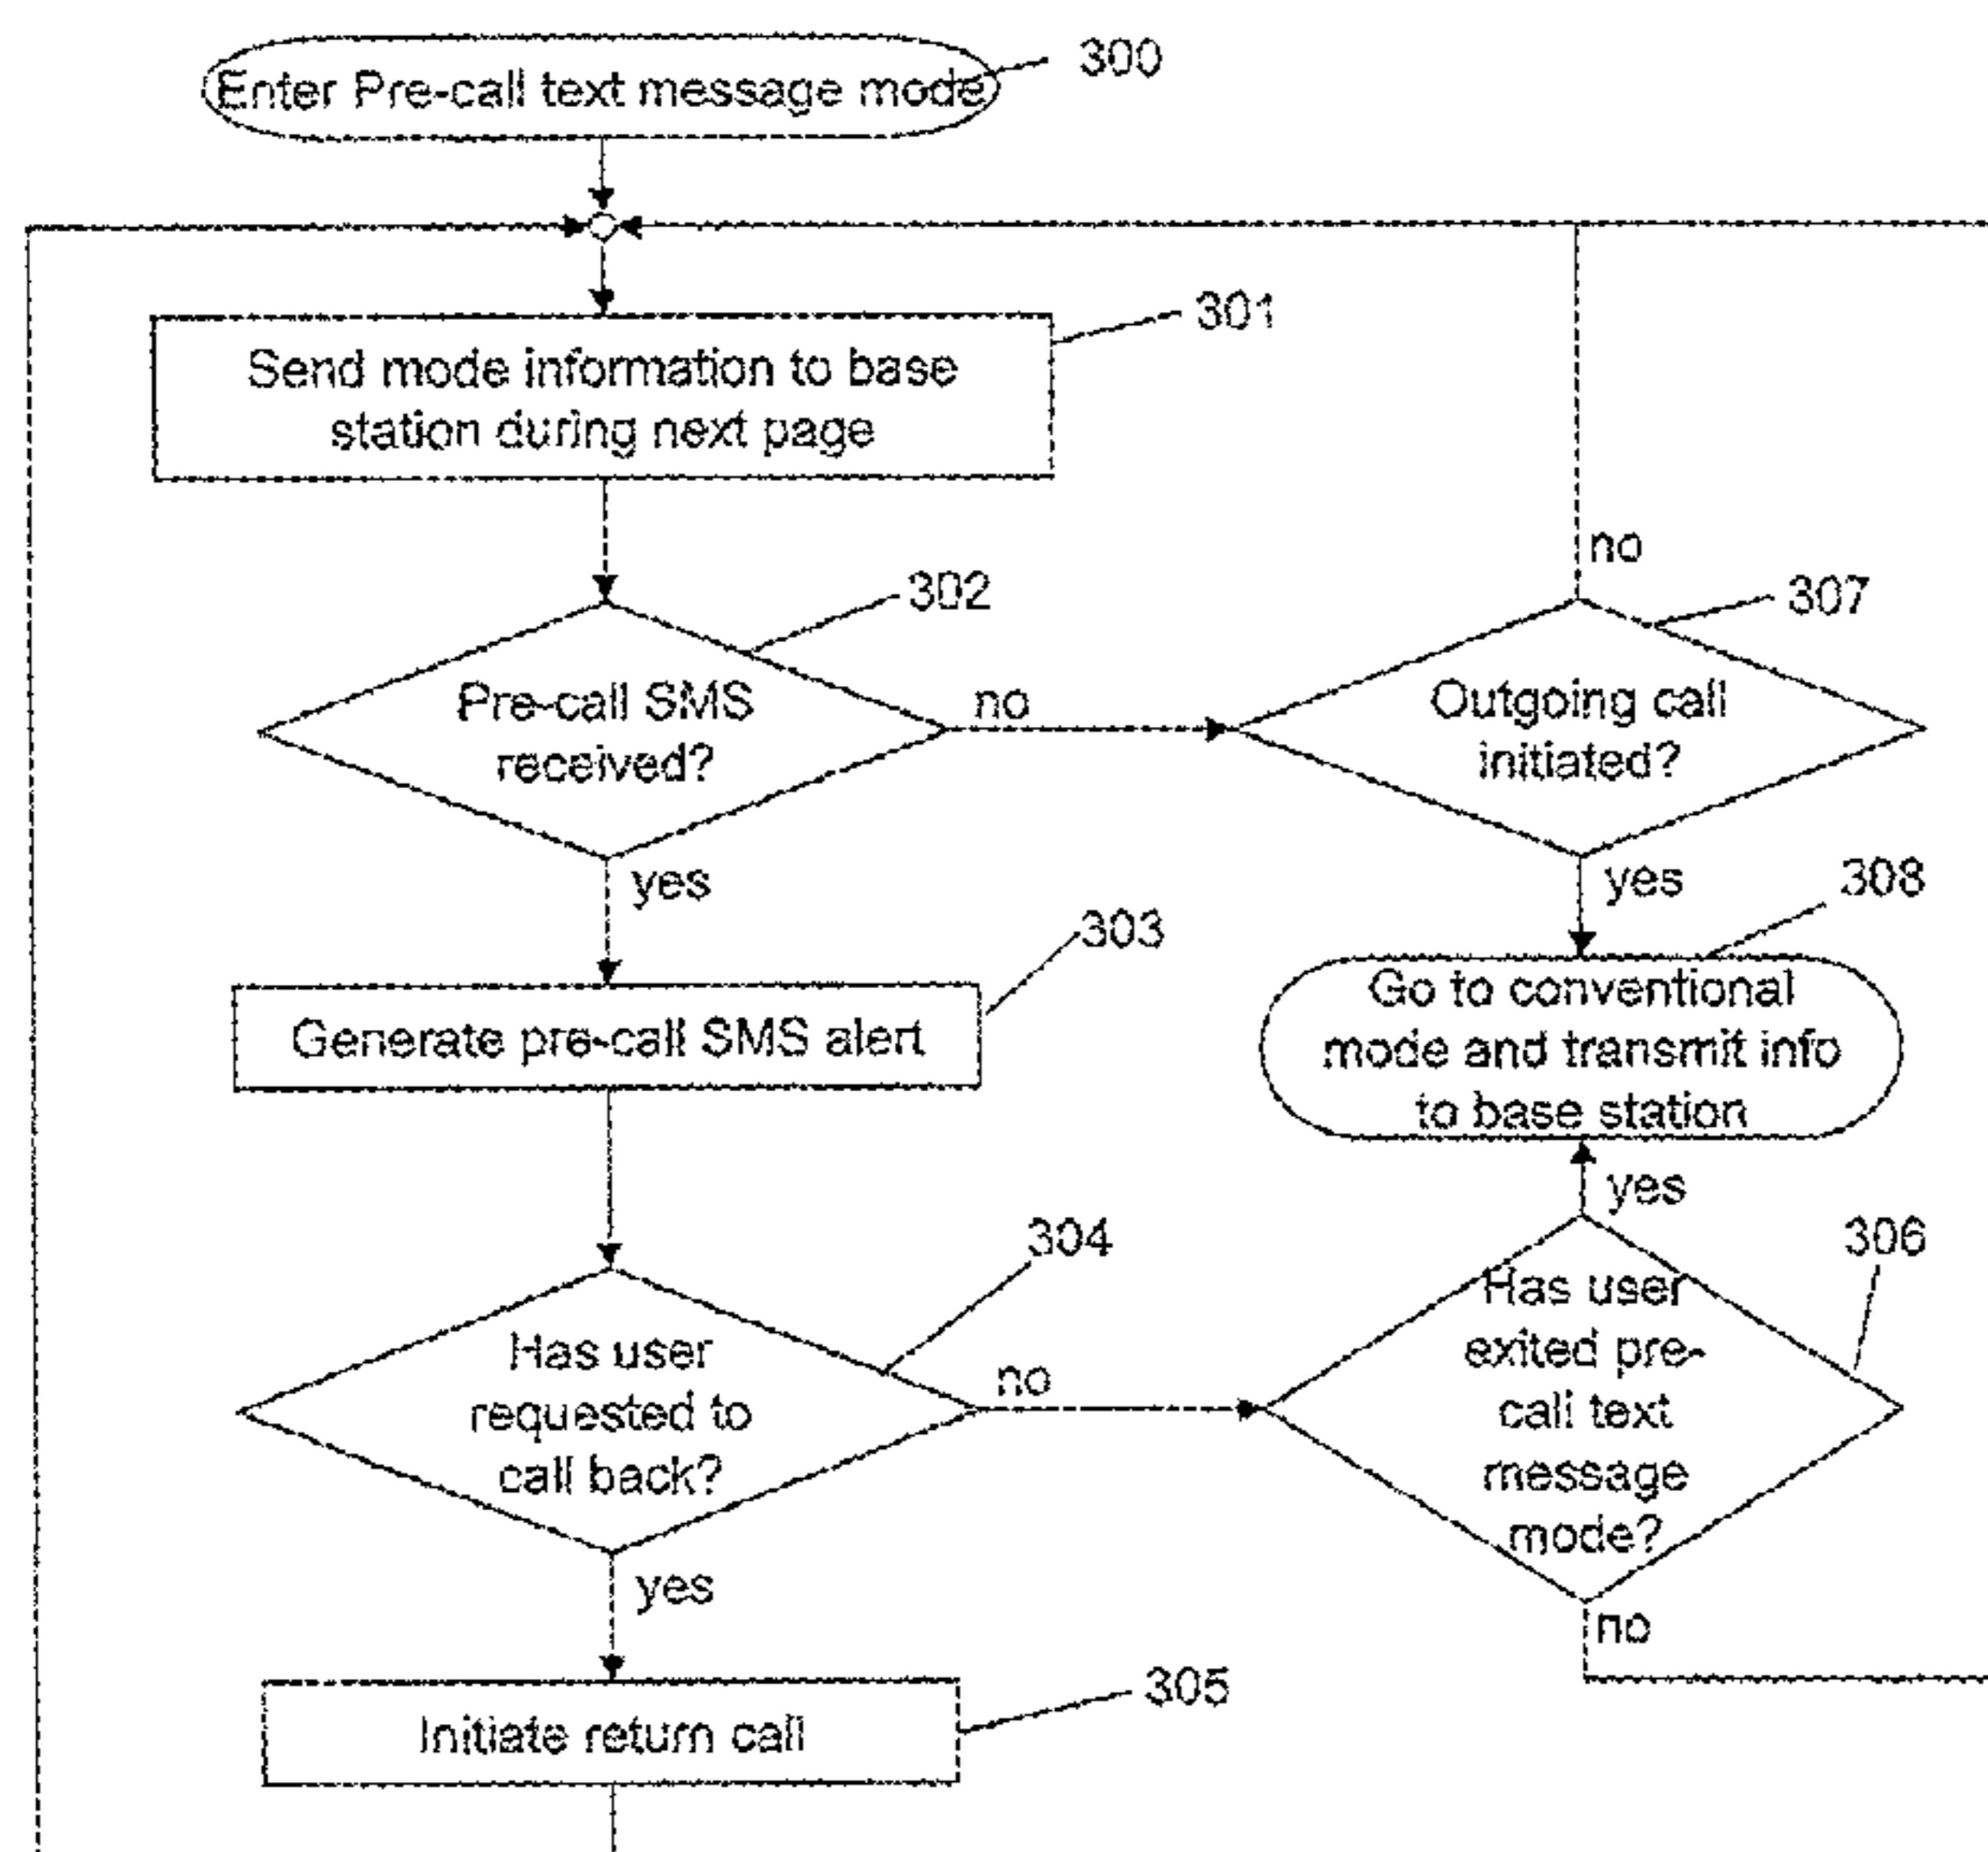 Enter Pre-call text message mode
300
Send mode information to base
station during next page
301
Pre-call SMS
received?
302
no
yes
Outgoing call
initiated?
307
no
yes
Generate pre-call SMS alert
303
Go to conventional
mode and transmit info
to base station
308
Has user
requested to
call back?
304
no
yes
Has user
exited pre-
call text
message
mode?
306
yes
no
Initiate return call
305